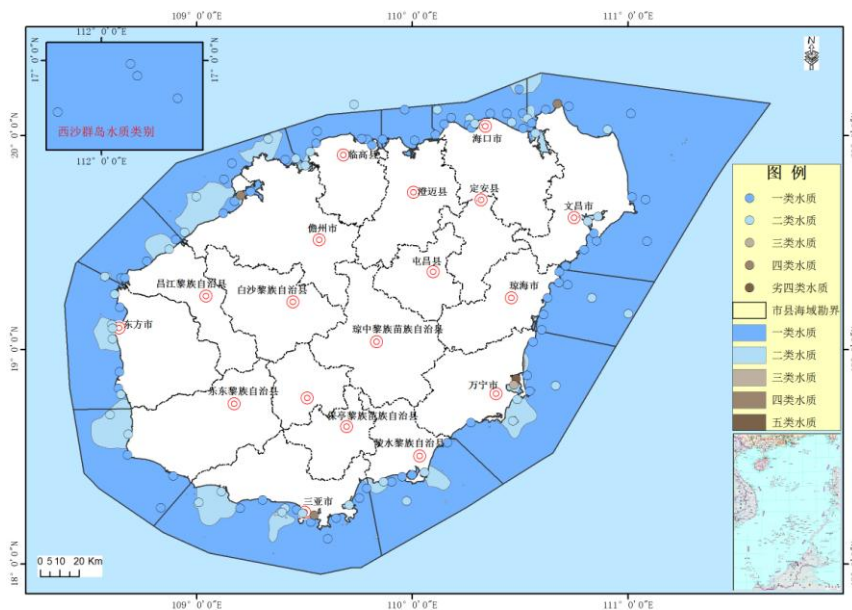 109° 0′0″E
110° 0′0″E
111° 0′0″E
112° 0′0″E
17° 0′0″N
17° 0′0″N
西沙群岛水质类别
112° 0′0″E
N
20° 0′0″N
19° 0′0″N
18° 0′0″N
海口市
临高县
澄迈县
定安县
文昌市
儋州市
屯昌县
昌江黎族自治县
白沙黎族自治县
琼海市
东方市
琼中黎族苗族自治县
东东黎族自治县
万宁市
保亭黎族苗族自治县
陵水黎族自治县
三亚市
图 例
一类水质
二类水质
三类水质
四类水质
劣四类水质
市县海域勘界
一类水质
二类水质
三类水质
四类水质
五类水质
0 5 10 20 Km
109° 0′0″E
110° 0′0″E
111° 0′0″E